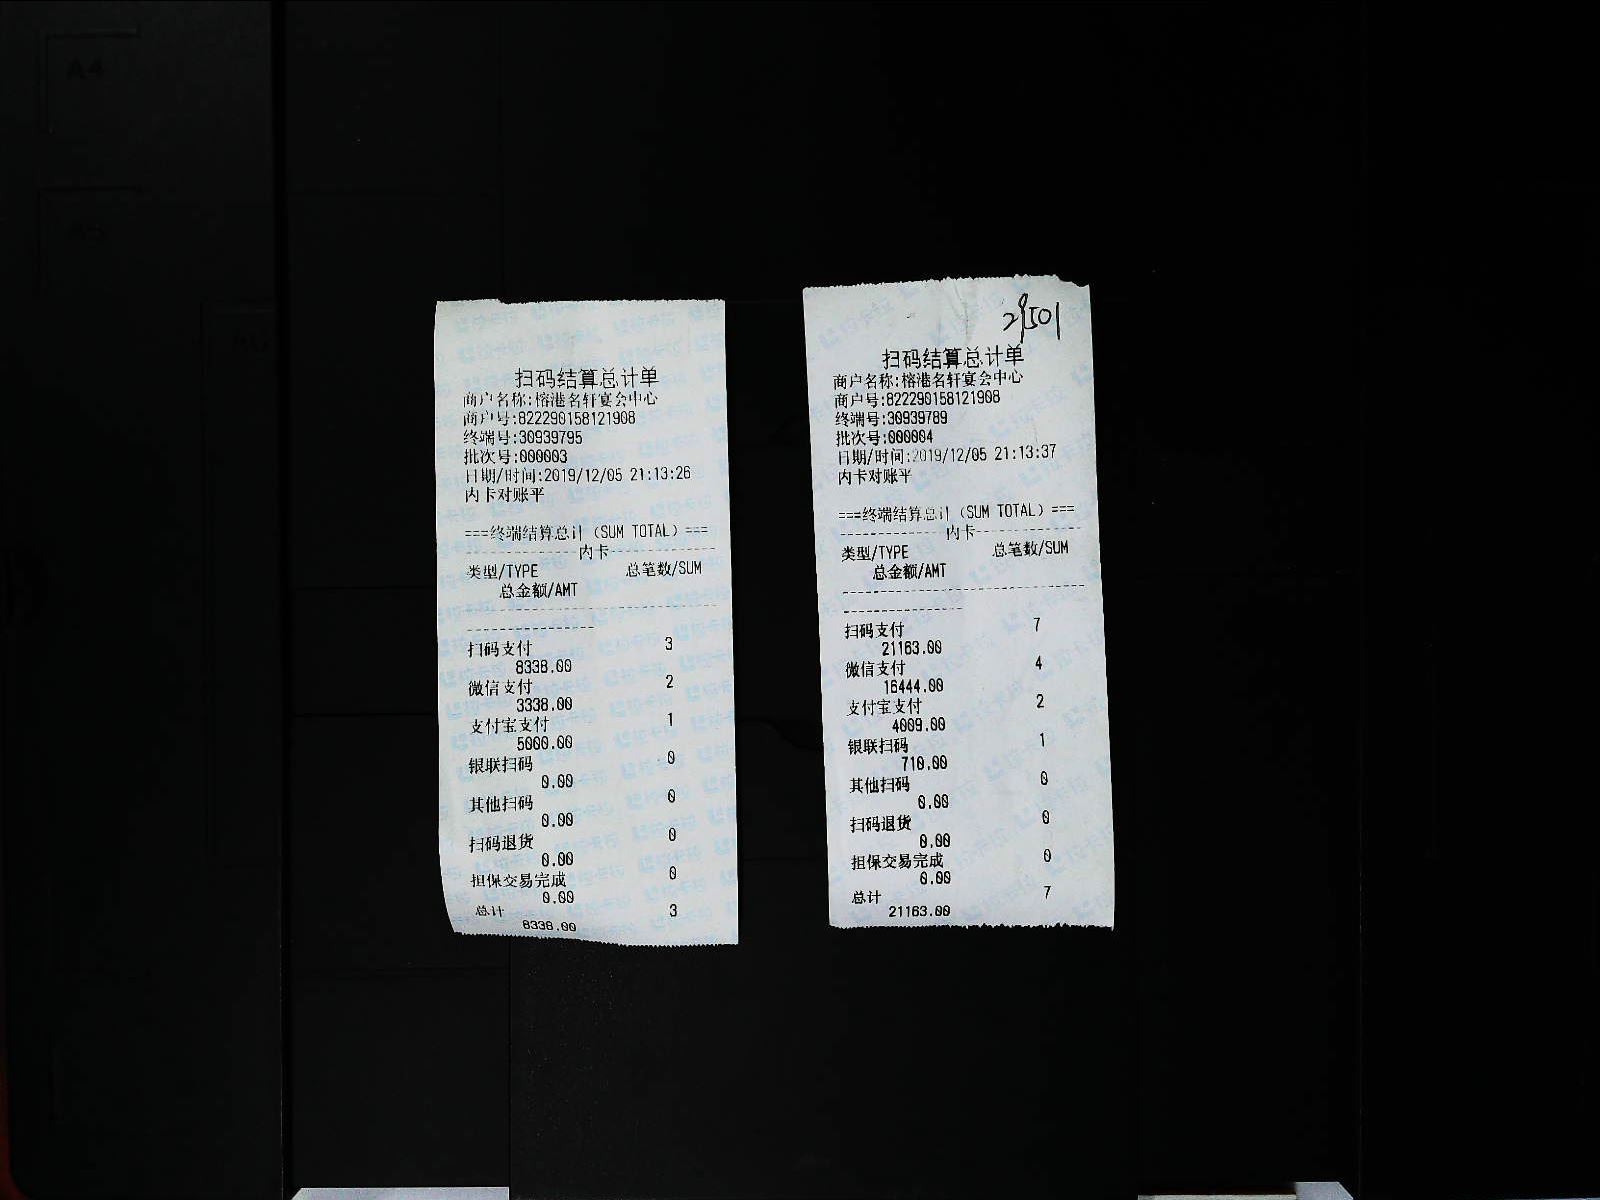 A4
A5
扫码结算总计单
商户名称:榕港名轩宴会中心
商户号:822290158121908
终端号:30939795
批次号:000003
日期/时间:2019/12/05 21:13:26
内卡对账平
===终端结算总计（SUM TOTAL）===
内卡
类型/TYPE 总笔数/SUM
总金额/AMT
扫码支付 3
8338.00
微信支付 2
3338.00
支付宝支付 1
5000.00
银联扫码 0
0.00
其他扫码 0
0.00
扫码退货 0
0.00
担保交易完成 0
0.00
总计 3
8338.00
29501
扫码结算总计单
商户名称:榕港名轩宴会中心
商户号:822290158121908
终端号:30939789
批次号:000004
日期/时间:2019/12/05 21:13:37
内卡对账平
===终端结算总计（SUM TOTAL）===
内卡
类型/TYPE 总笔数/SUM
总金额/AMT
扫码支付 7
21163.00
微信支付 4
16444.00
支付宝支付 2
4009.00
银联扫码 1
710.00
其他扫码 0
0.00
扫码退货 0
0.00
担保交易完成 0
0.00
总计 7
21163.00